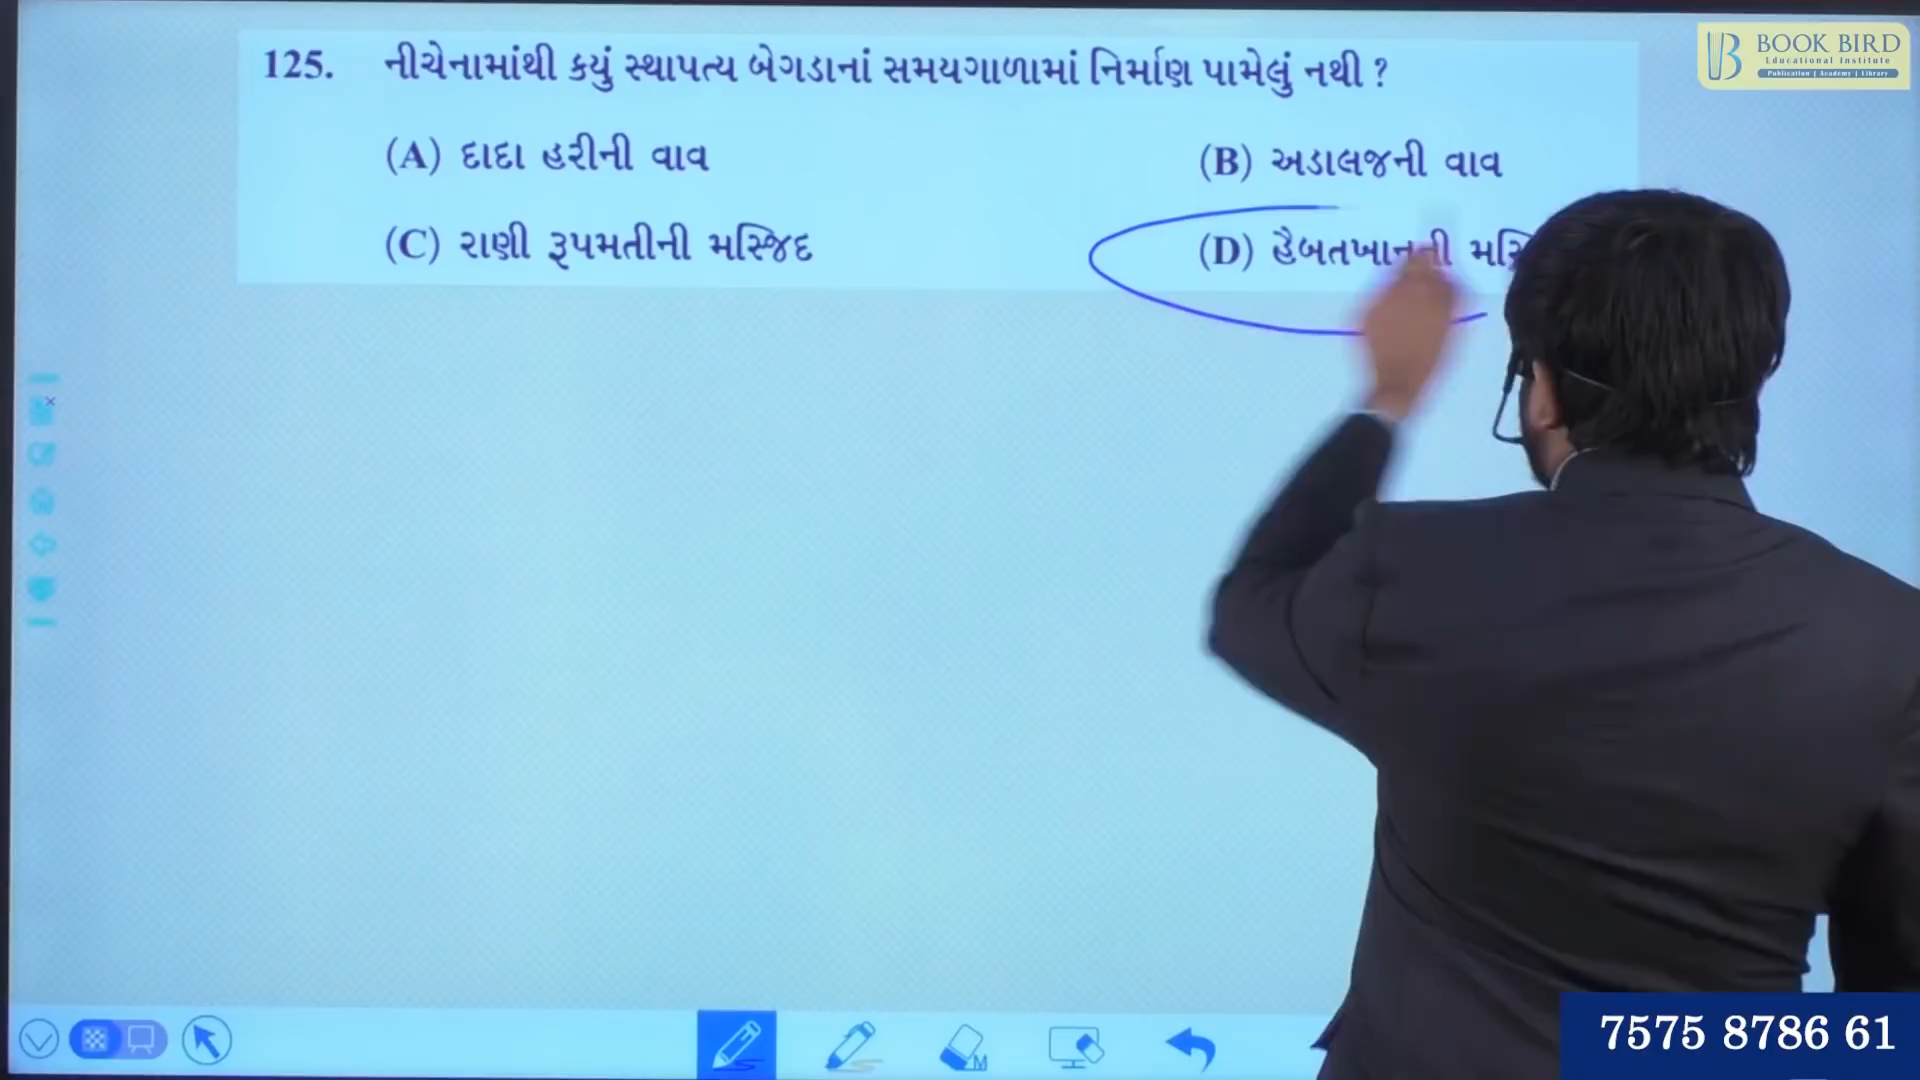 BOOK BIRD
Educational Institute
Publication | Academy | Library
125. નીચેનામાંથી કયું સ્થાપત્ય બેગડાનાં સમયગાળામાં નિર્માણ પામેલું નથી ?
(A) દાદા હરીની વાવ
(B) અડાલજની વાવ
(C) રાણી રૂપમતીની મસ્જિદ
(D) હૈબતખાનની
M
7575 8786 61